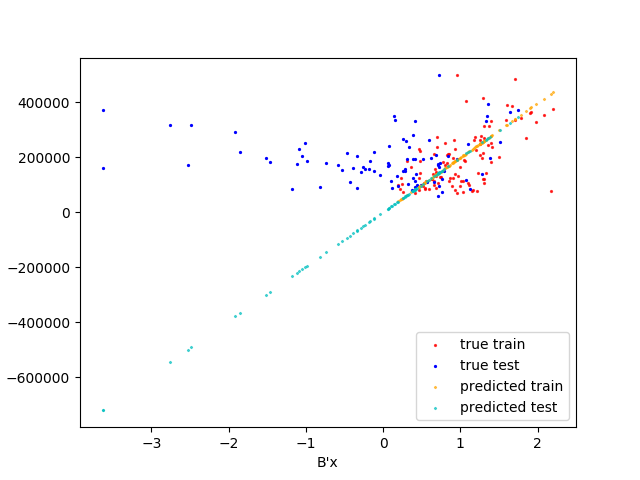 400000
200000
0
−200000
−400000
−600000
−3
−2
−1
0
1
2
B'x
true train
true test
predicted train
predicted test